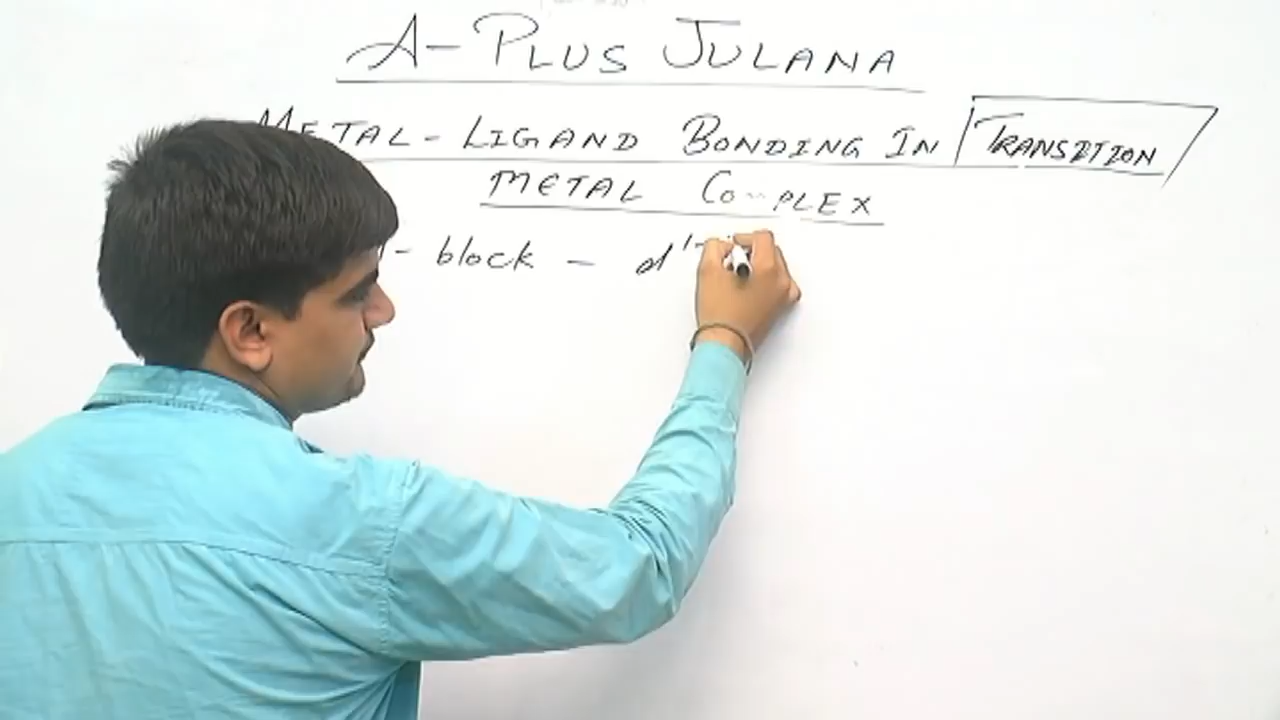 A-PLUS JULANA
METAL-LIGAND BONDING IN TRANSITION
METAL COMPLEX
- block -